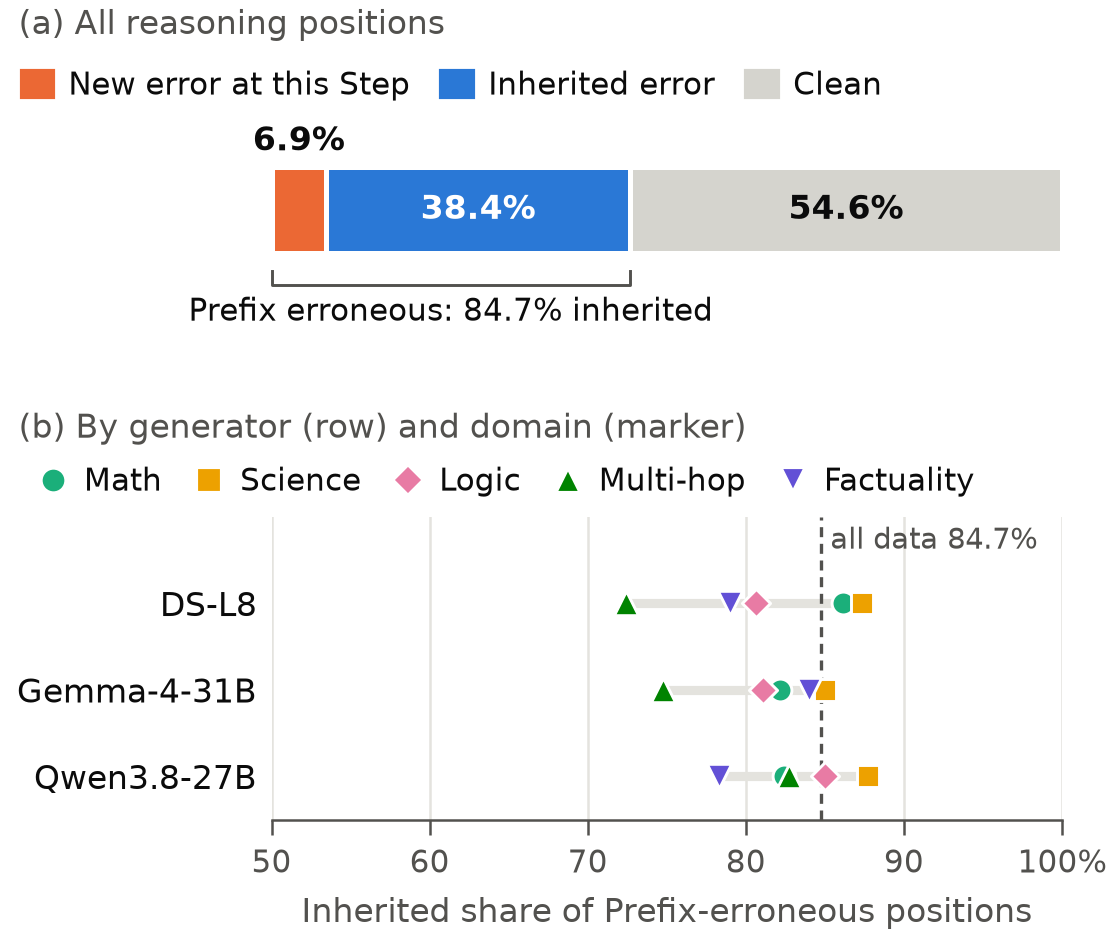 (a) All reasoning positions
New error at this Step Inherited error Clean
6.9%
38.4% 54.6%
Prefix erroneous: 84.7% inherited
(b) By generator (row) and domain (marker)
Math Science Logic Multi-hop Factuality
all data 84.7%
DS-L8
Gemma-4-31B
Qwen3.8-27B
50 60 70 80 90 100%
Inherited share of Prefix-erroneous positions